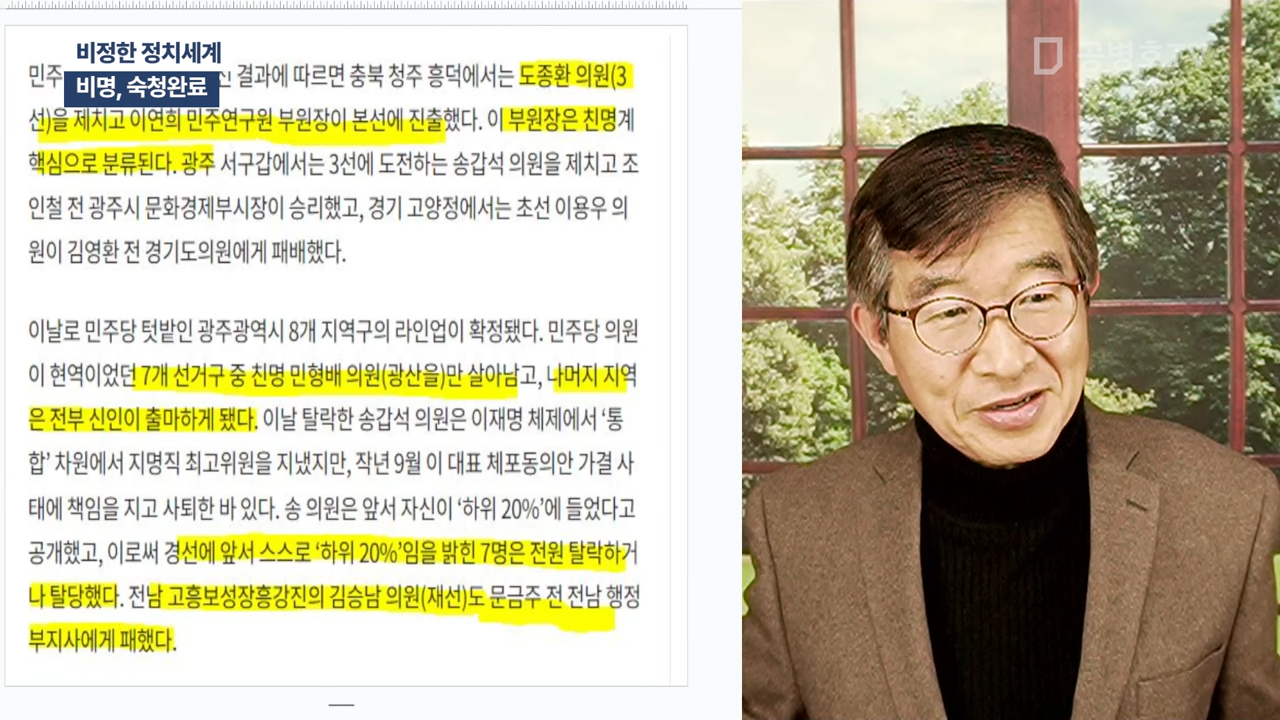 비정한 정치세계
비명, 숙청완료
민주 결과에 따르면 충북 청주 흥덕에서는 도종환 의원(3
선)을 제치고 이연희 민주연구원 부원장이 본선에 진출했다. 이 부원장은 친명계
핵심으로 분류된다. 광주 서구갑에서는 3선에 도전하는 송갑석 의원을 제치고 조
인철 전 광주시 문화경제부시장이 승리했고, 경기 고양정에서는 초선 이용우 의
원이 김영환 전 경기도의원에게 패배했다.
이날로 민주당 텃밭인 광주광역시 8개 지역구의 라인업이 확정됐다. 민주당 의원
이 현역이었던 7개 선거구 중 친명 민형배 의원(광산을)만 살아남고, 나머지 지역
은 전부 신인이 출마하게 됐다. 이날 탈락한 송갑석 의원은 이재명 체제에서 ‘통
합’ 차원에서 지명직 최고위원을 지냈지만, 작년 9월 이 대표 체포동의안 가결 사
태에 책임을 지고 사퇴한 바 있다. 송 의원은 앞서 자신이 ‘하위 20%’에 들었다고
공개했고, 이로써 경선에 앞서 스스로 ‘하위 20%’임을 밝힌 7명은 전원 탈락하거
나 탈당했다. 전남 고흥보성장흥강진의 김승남 의원(재선)도 문금주 전 전남 행정
부지사에게 패했다.